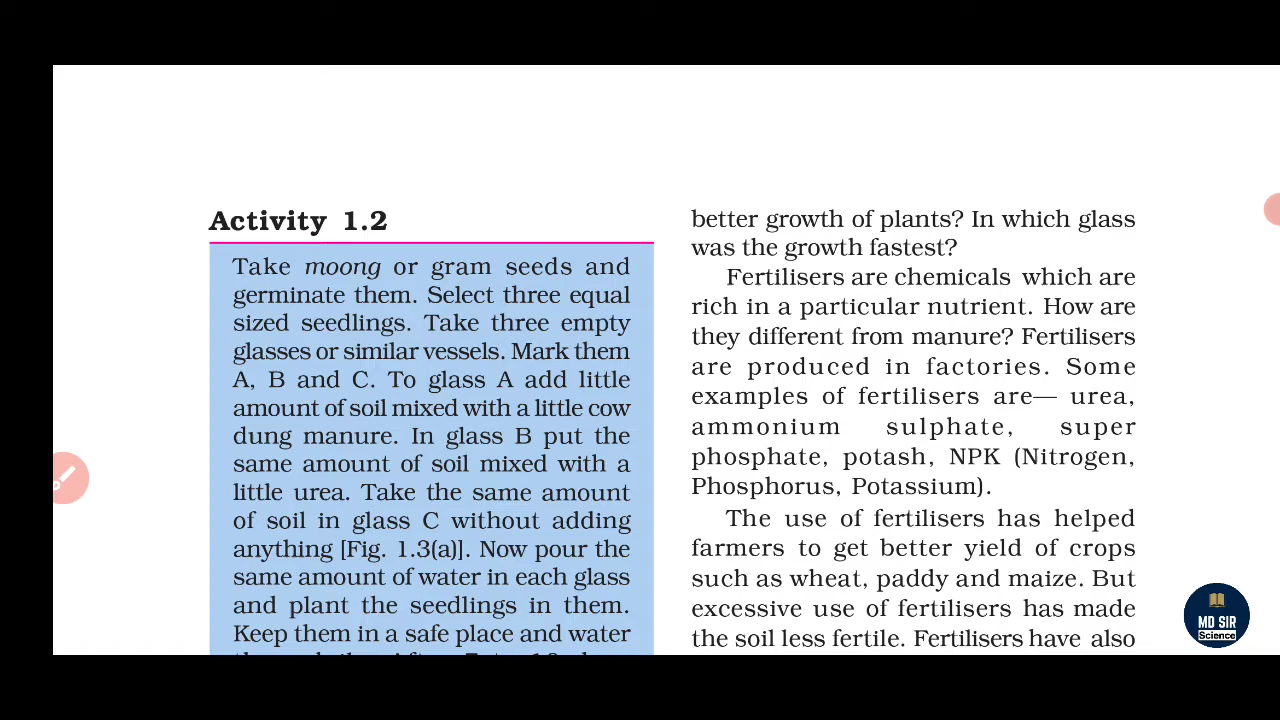 Activity 1.2
Take moong or gram seeds and
germinate them. Select three equal
sized seedlings. Take three empty
glasses or similar vessels. Mark them
A, B and C. To glass A add little
amount of soil mixed with a little cow
dung manure. In glass B put the
same amount of soil mixed with a
little urea. Take the same amount
of soil in glass C without adding
anything [Fig. 1.3(a)]. Now pour the
same amount of water in each glass
and plant the seedlings in them.
Keep them in a safe place and water
better growth of plants? In which glass
was the growth fastest?
Fertilisers are chemicals which are
rich in a particular nutrient. How are
they different from manure? Fertilisers
are produced in factories. Some
examples of fertilisers are— urea,
ammonium sulphate, super
phosphate, potash, NPK (Nitrogen,
Phosphorus, Potassium).
The use of fertilisers has helped
farmers to get better yield of crops
such as wheat, paddy and maize. But
excessive use of fertilisers has made
the soil less fertile. Fertilisers have also
MD SIR
Science